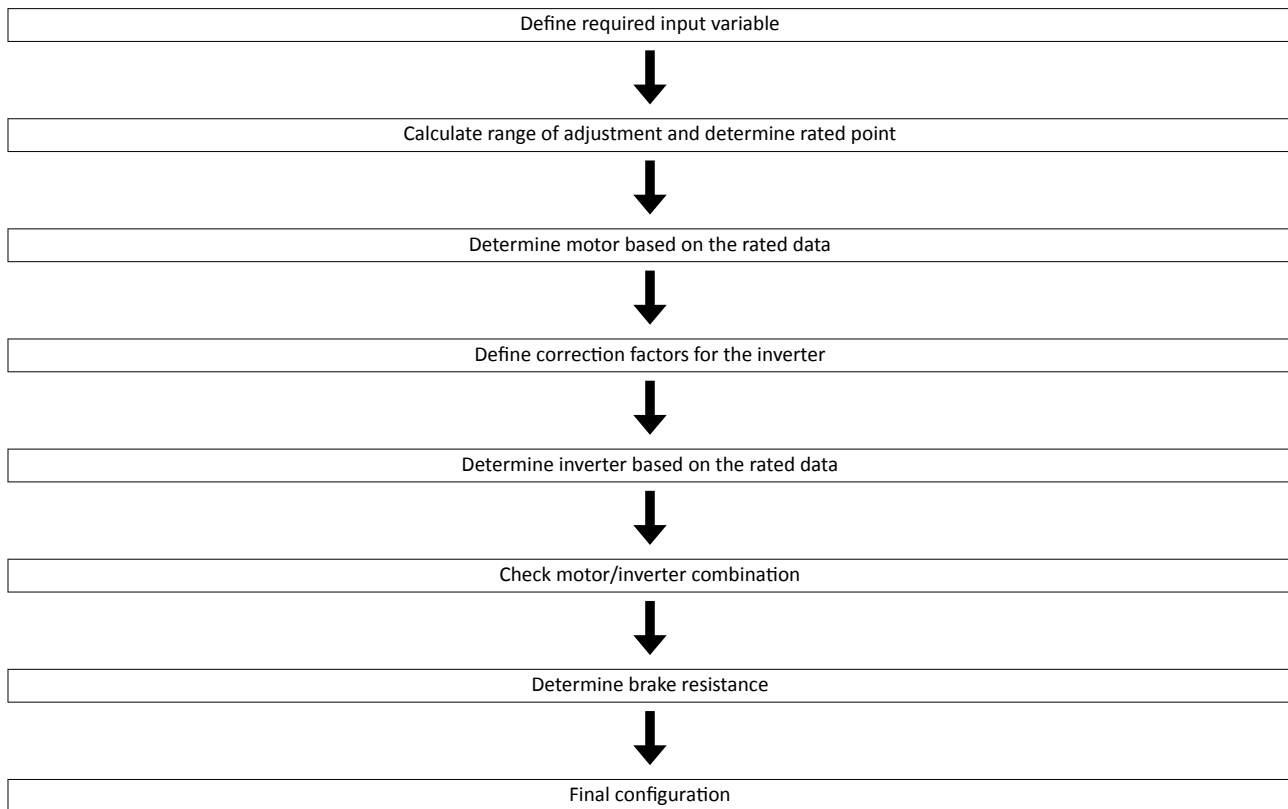 Define required input variable
Calculate range of adjustment and determine rated point
Determine motor based on the rated data
Define correction factors for the inverter
Determine inverter based on the rated data
Check motor/inverter combination
Determine brake resistance
Final configuration